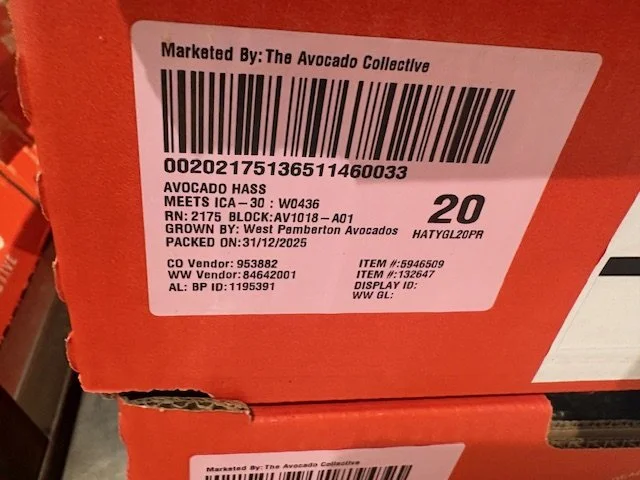 Marketed By: The Avocado Collective
00202175136511460033
AVOCADO HASS
MEETS ICA-30 : W0436
RN: 2175 BLOCK:AV1018-A01
GROWN BY: West Pemberton Avocados
PACKED ON:31/12/2025
20
HATYGL20PR
CO Vendor: 953882
WW Vendor: 84642001
AL: BP ID: 1195391
ITEM #:5946509
ITEM #:132647
DISPLAY ID:
WW GL:
Marketed By: The Avocado Collective